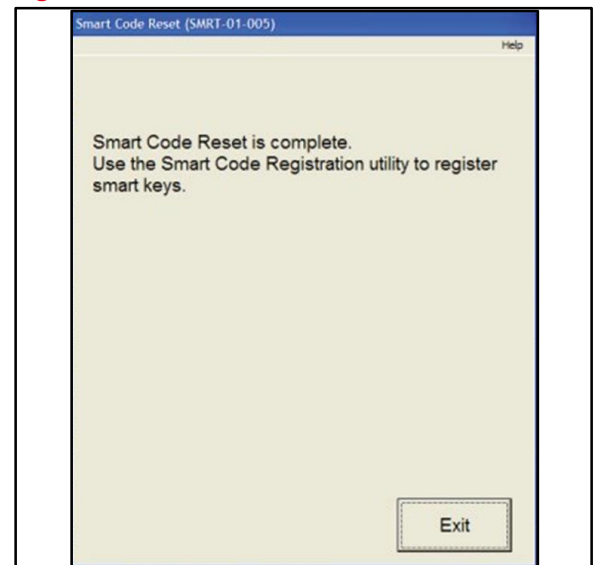 Smart Code Reset (SMRT-01-005)
Help
Smart Code Reset is complete.
Use the Smart Code Registration utility to register
smart keys.
Exit